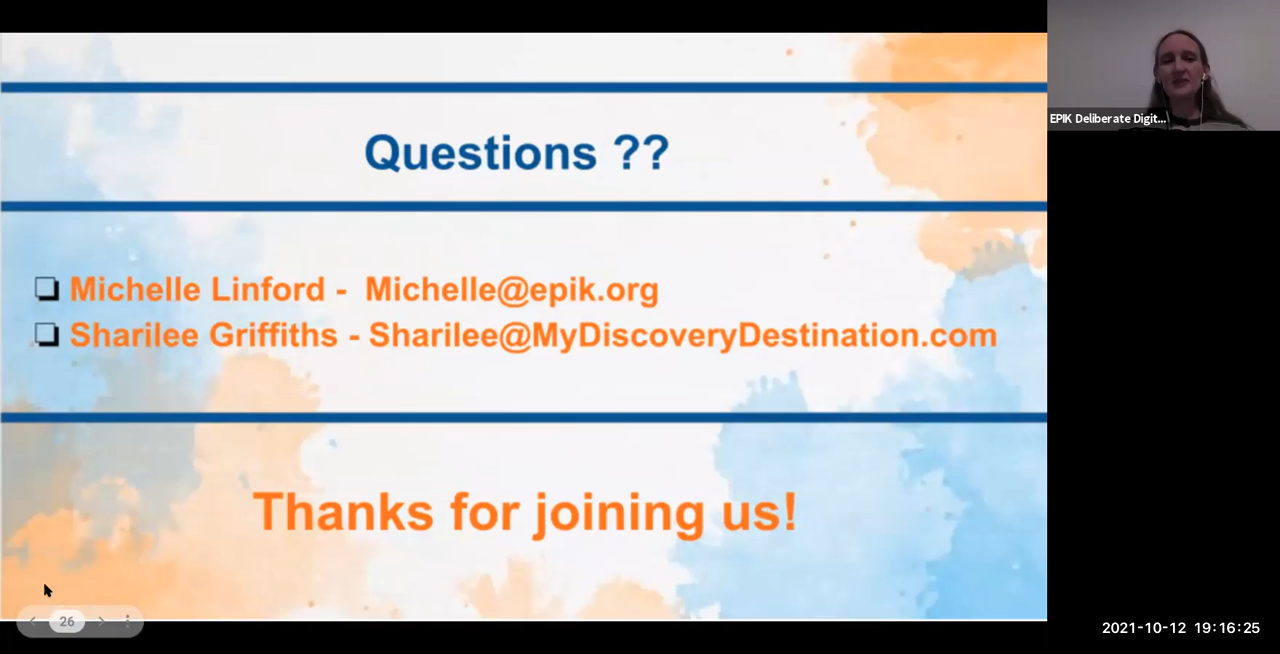 EPIK Deliberate Digit...
Questions ??
Michelle Linford - Michelle@epik.org
Sharilee Griffiths - Sharilee@MyDiscoveryDestination.com
Thanks for joining us!
26
2021-10-12 19:16:25